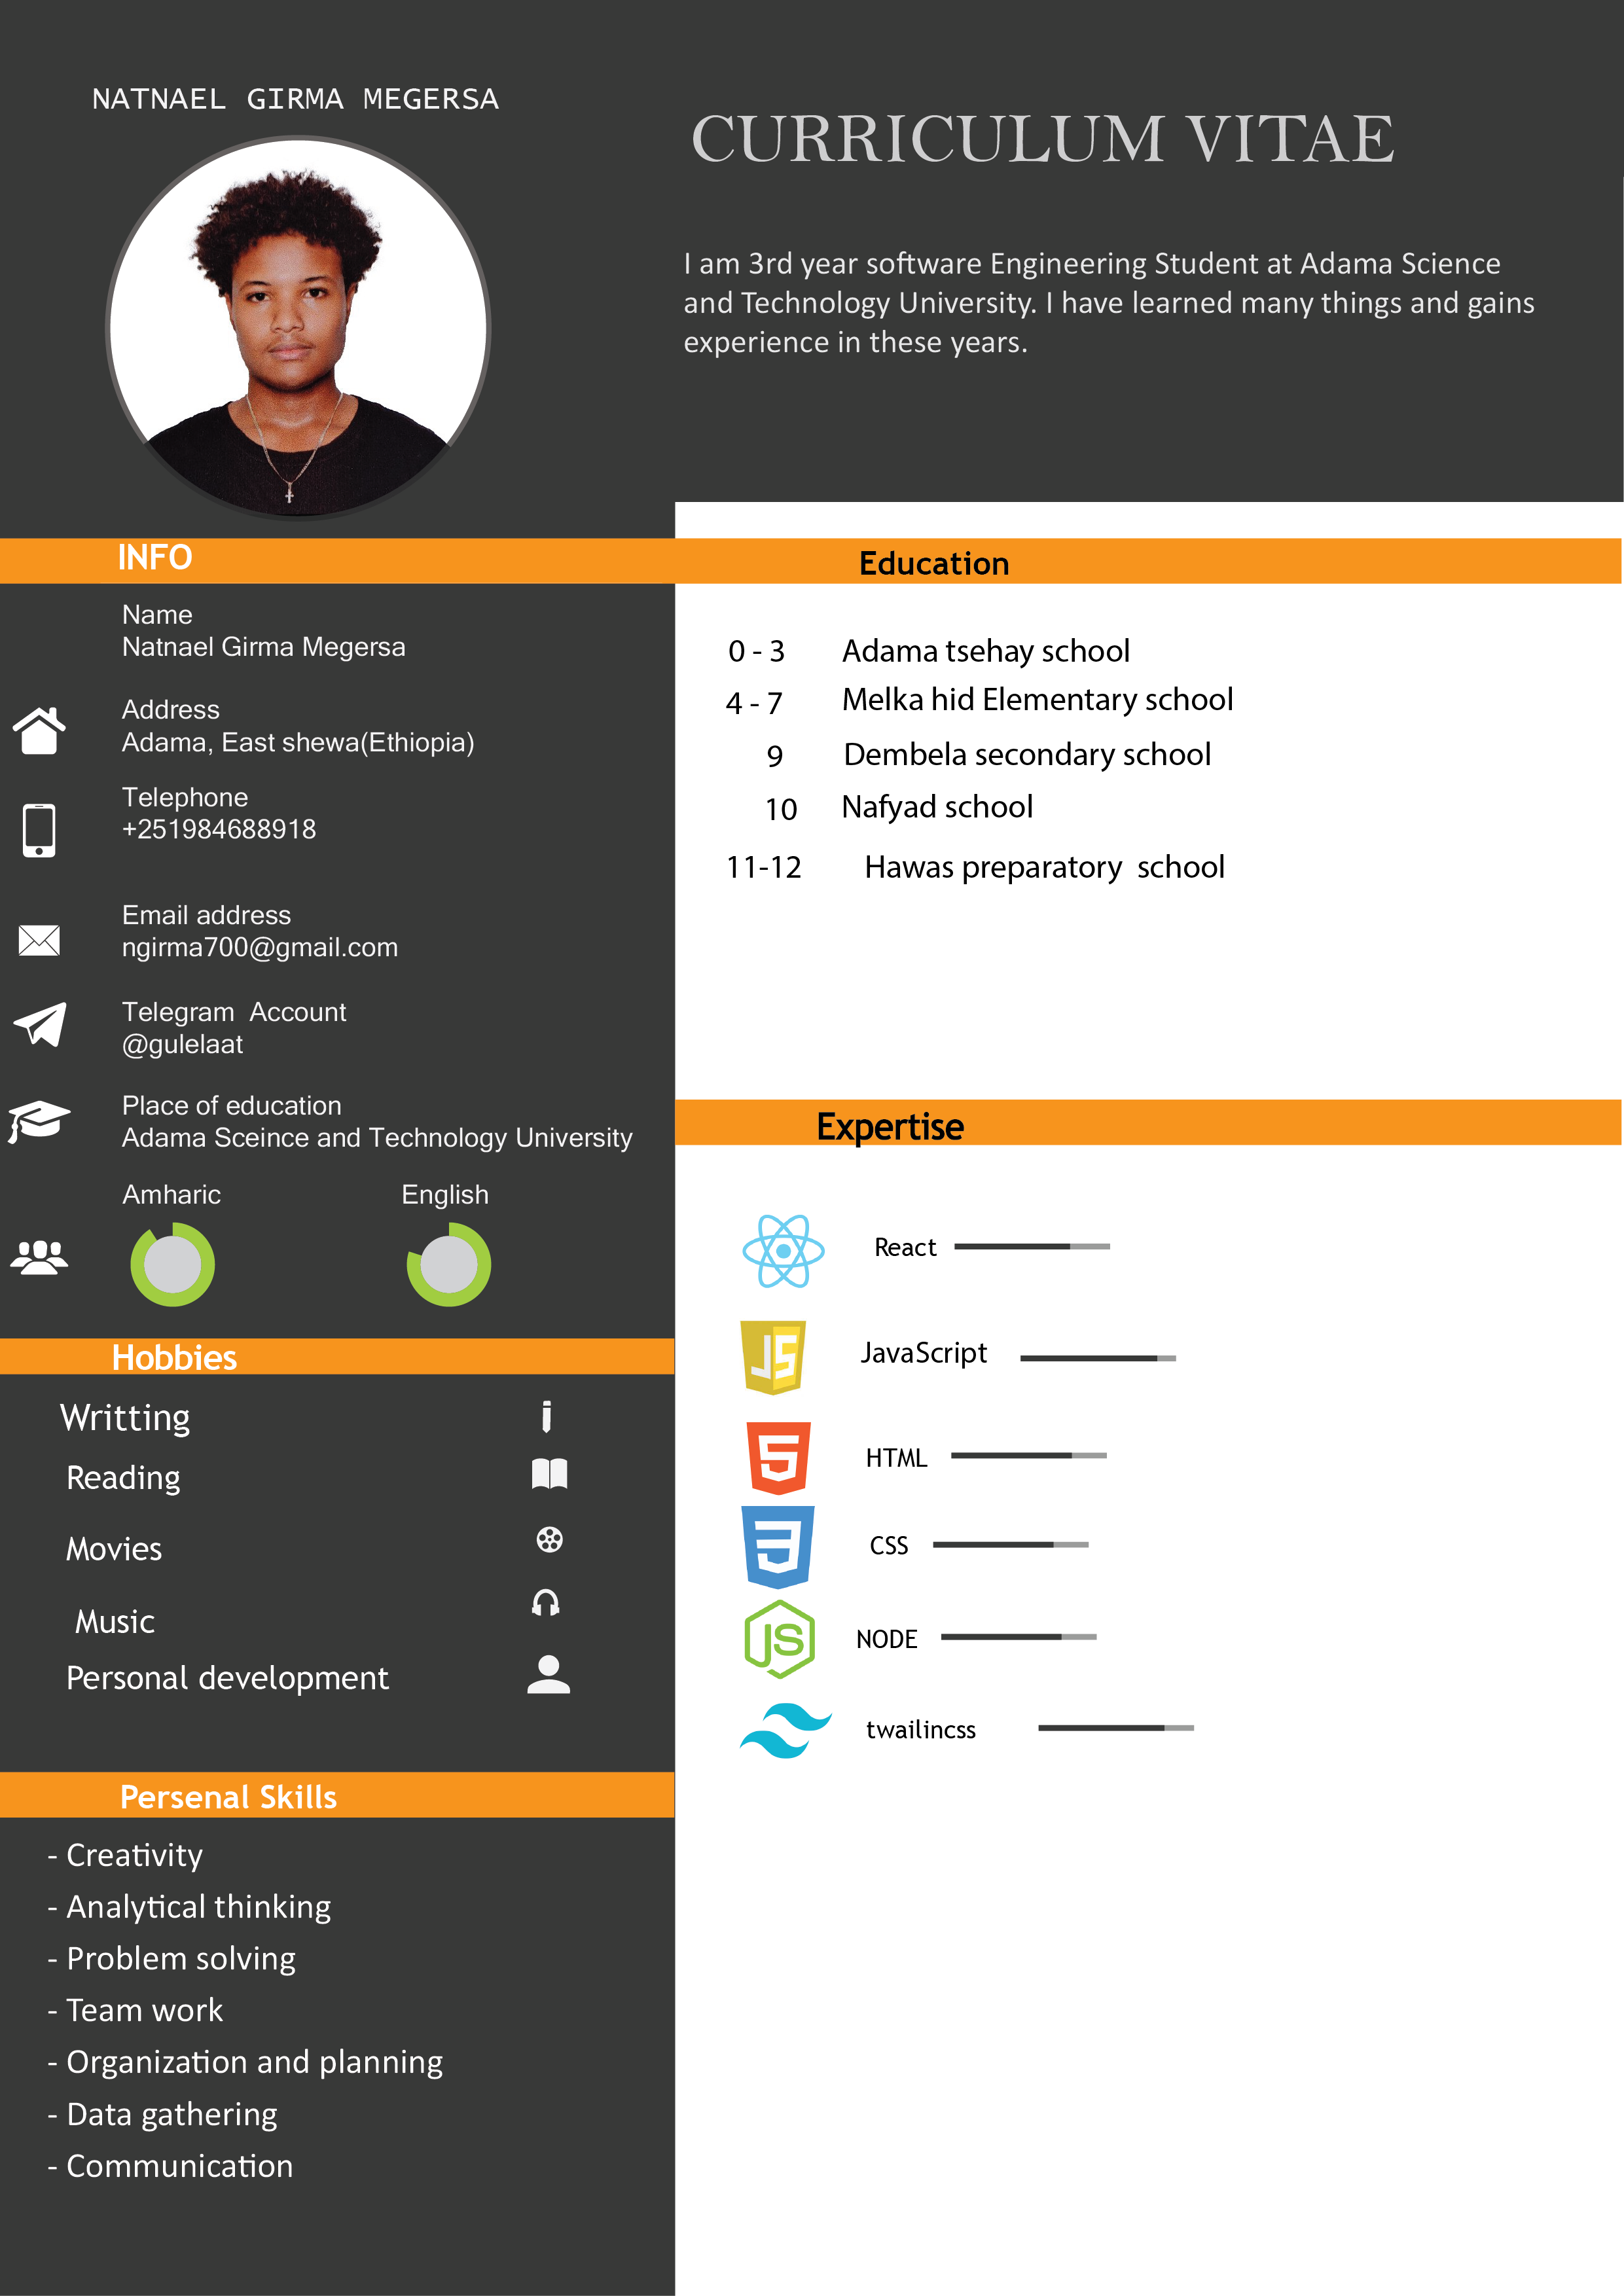 NATNAEL GIRMA MEGERSA
CURRICULUM VITAE
I am 3rd year software Engineering Student at Adama Science
and Technology University. I have learned many things and gains
experience in these years.
INFO
Name
Natnael Girma Megersa
Address
Adama, East shewa(Ethiopia)
Telephone
+251984688918
Email address
ngirma700@gmail.com
Telegram  Account
@gulelaat
Place of education
Adama Sceince and Technology University
Amharic English
Hobbies
Writting
Reading
Movies
Music
Personal development
Persenal Skills
- Creativity
- Analytical thinking
- Problem solving
- Team work
- Organization and planning
- Data gathering
- Communication
Education
0 - 3 Adama tsehay school
4 - 7 Melka hid Elementary school
9 Dembela secondary school
10 Nafyad school
11-12 Hawas preparatory  school
Expertise
React
JS JavaScript
5 HTML
3 CSS
JS NODE
twailincss